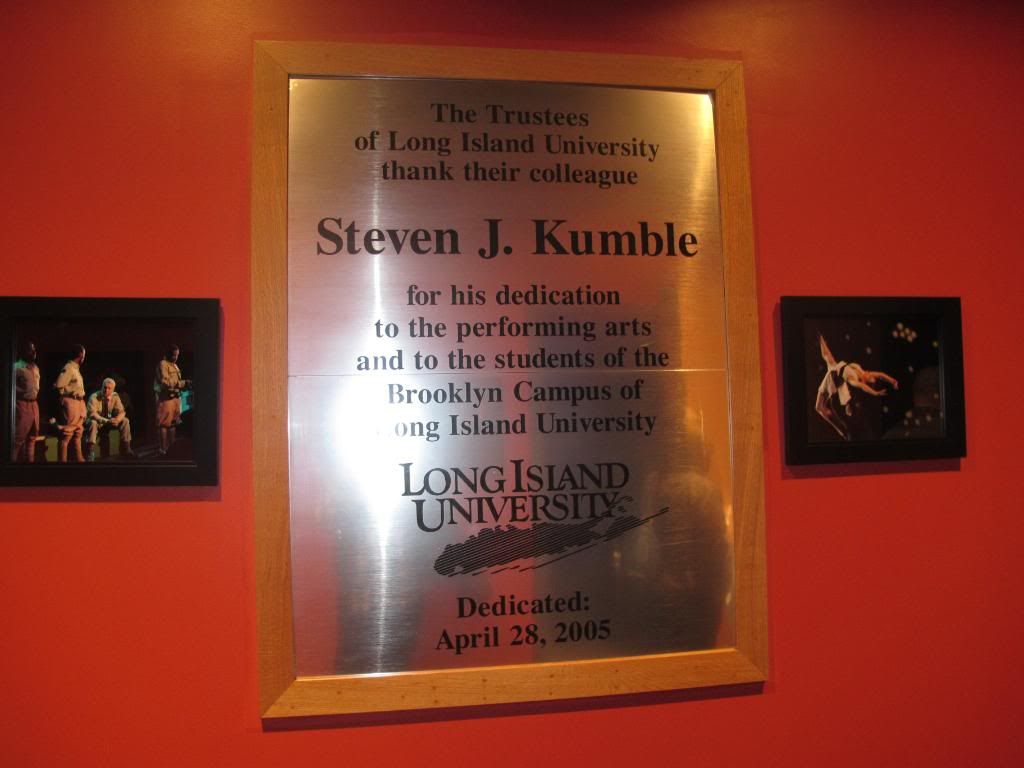 The Trustees
of Long Island University
thank their colleague
Steven J. Kumble
for his dedication
to the performing arts
and to the students of the
Brooklyn Campus of
Long Island University
LONG ISLAND
UNIVERSITY
Dedicated:
April 28, 2005